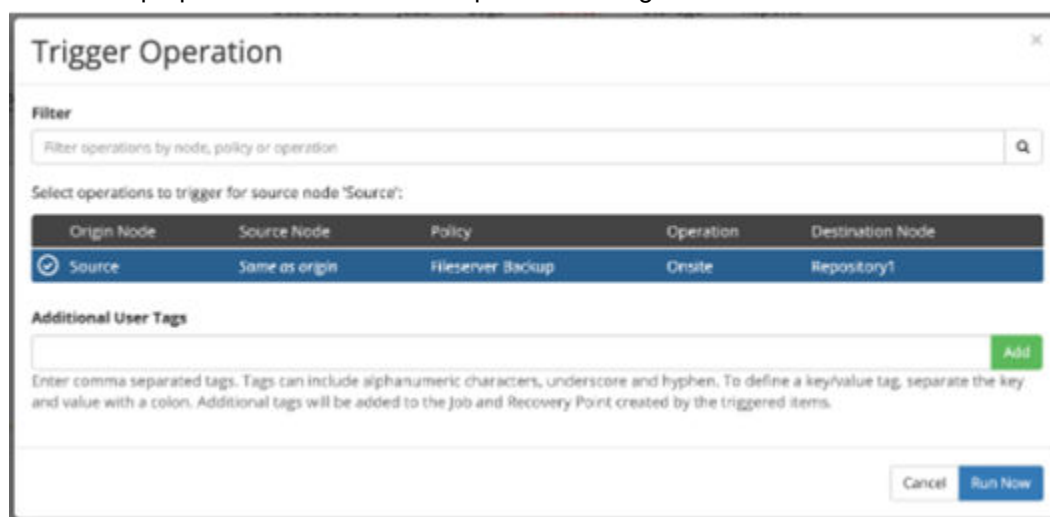 Trigger Operation
×
Filter
Filter operations by node, policy or operation
Select operations to trigger for source node 'Source':
Origin Node Source Node Policy Operation Destination Node
Source Same as origin Fileserver Backup Onsite Repository1
Additional User Tags
Add
Enter comma separated tags. Tags can include alphanumeric characters, underscore and hyphen. To define a key/value tag, separate the key
and value with a colon. Additional tags will be added to the Job and Recovery Point created by the triggered items.
Cancel Run Now